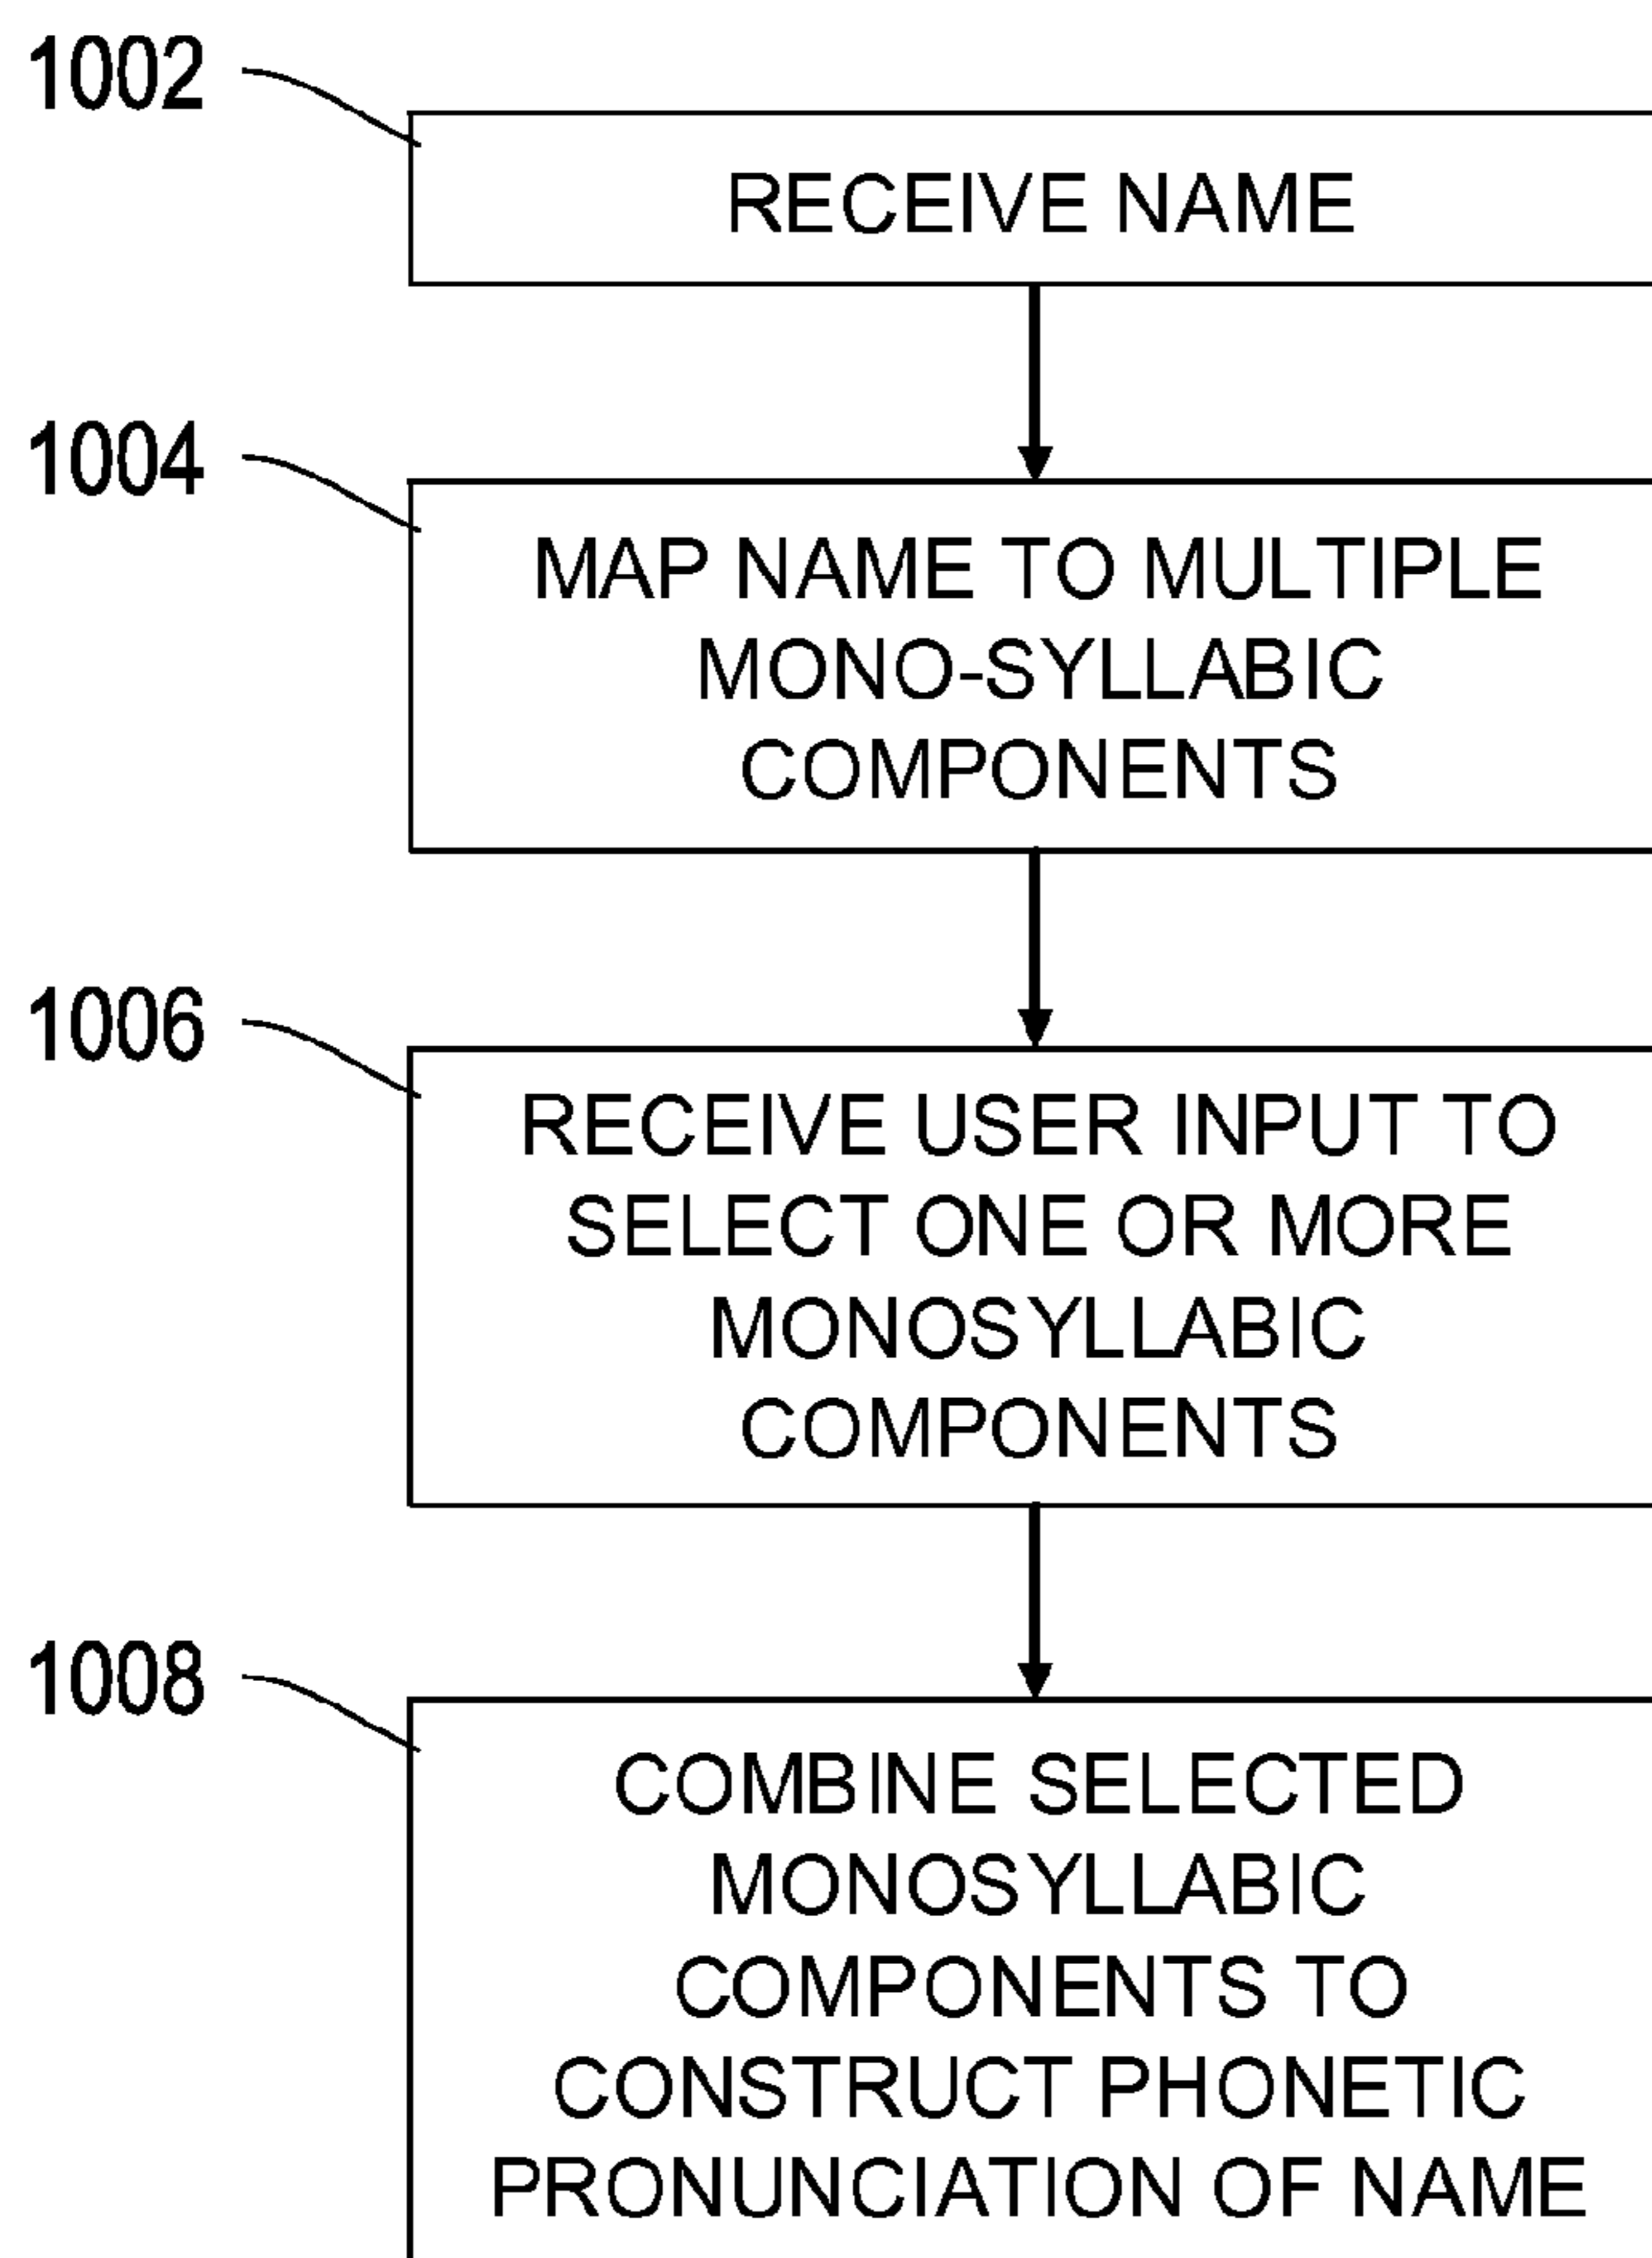 1002
RECEIVE NAME
1004
MAP NAME TO MULTIPLE
MONO-SYLLABIC
COMPONENTS
1006
RECEIVE USER INPUT TO
SELECT ONE OR MORE
MONOSYLLABIC
COMPONENTS
1008
COMBINE SELECTED
MONOSYLLABIC
COMPONENTS TO
CONSTRUCT PHONETIC
PRONUNCIATION OF NAME